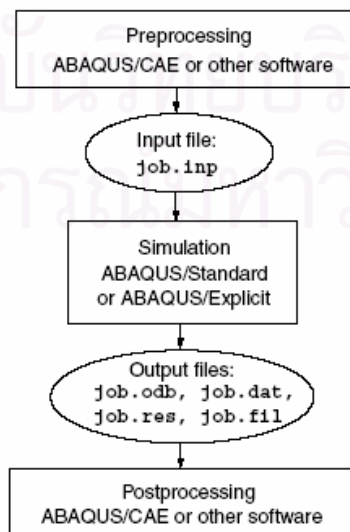 Preprocessing
ABAQUS/CAE or other software
Input file:
job.inp
Simulation
ABAQUS/Standard
or ABAQUS/Explicit
Output files:
job.odb, job.dat,
job.res, job.fil
Postprocessing
ABAQUS/CAE or other software